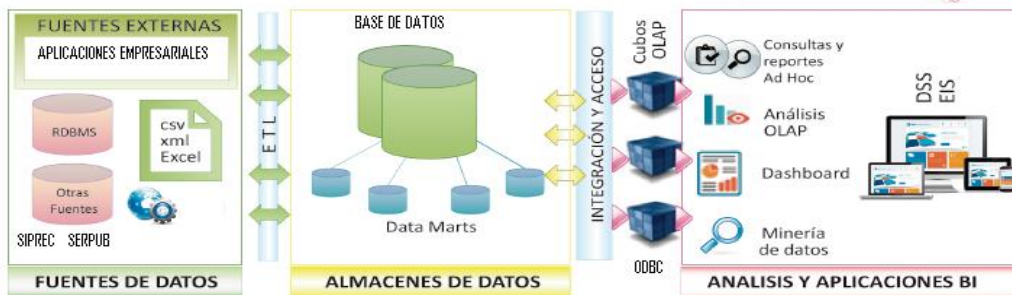 FUENTES EXTERNAS
APLICACIONES EMPRESARIALES
RDBMS
csv
xml
Excel
Otras
Fuentes
SIPREC SERPUB
FUENTES DE DATOS
ETL
BASE DE DATOS
Data Marts
ALMACENES DE DATOS
INTEGRACIÓN Y ACCESO
Cubos
OLAP
ODBC
Consultas y
reportes
Ad Hoc
Análisis
OLAP
Dashboard
Minería
de datos
DSS
EIS
ANALISIS Y APLICACIONES BI